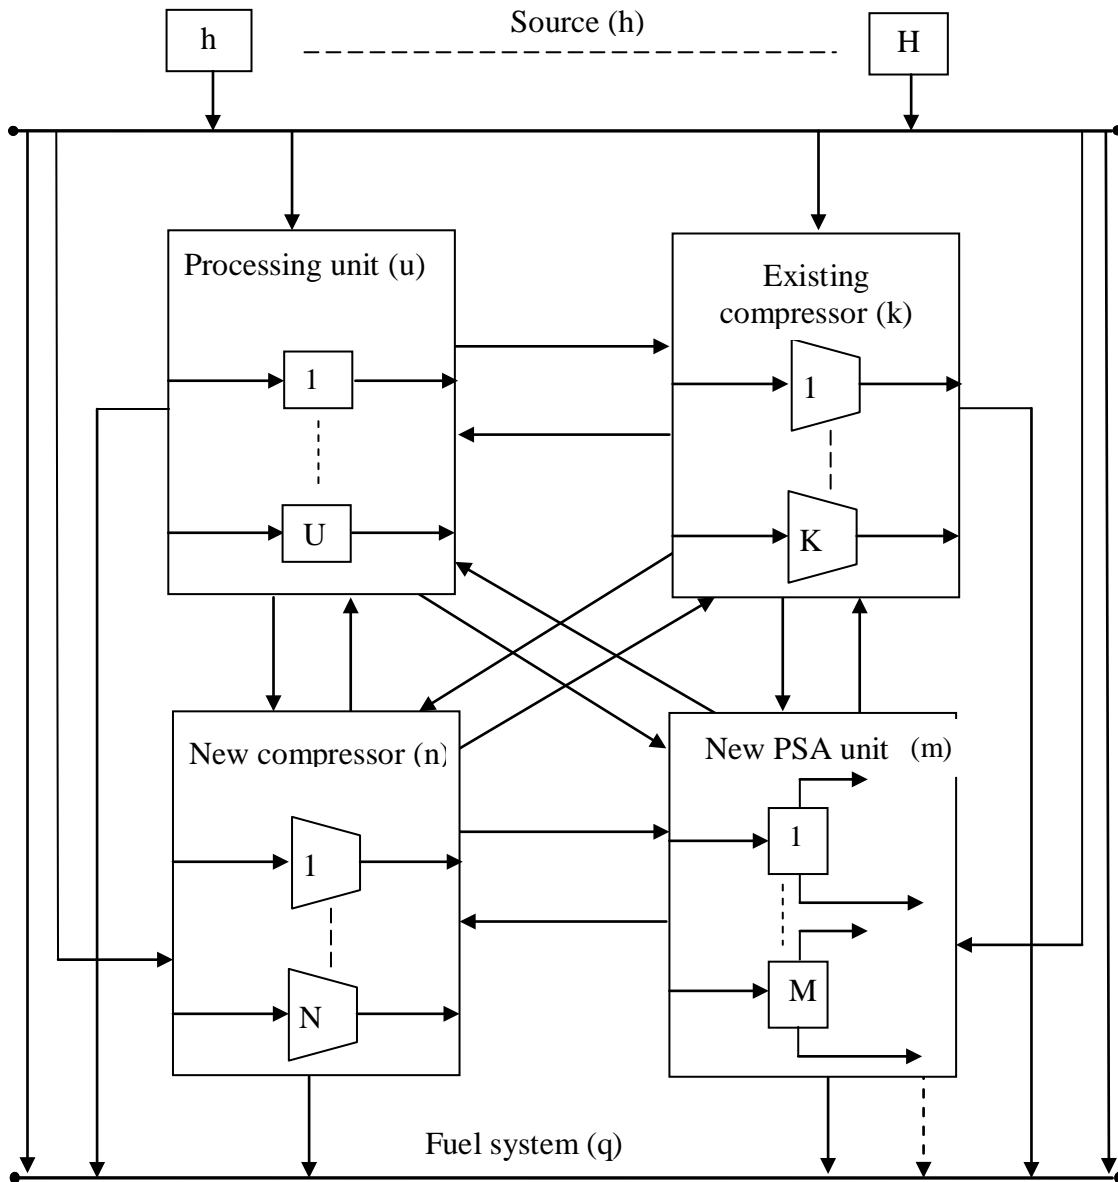 Source (h)
h
H
Processing unit (u)
Existing
compressor (k)
1
1
U
K
New compressor (n)
New PSA unit (m)
1
1
N
M
Fuel system (q)